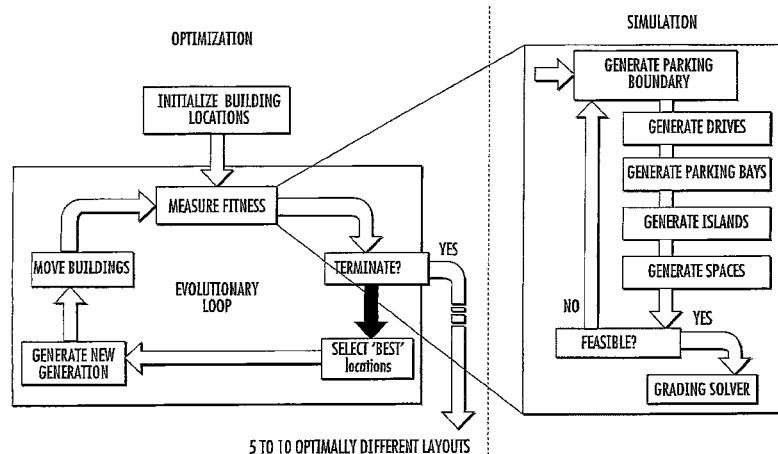 OPTIMIZATION
INITIALIZE BUILDING
LOCATIONS
MEASURE FITNESS
MOVE BUILDINGS
EVOLUTIONARY
LOOP
TERMINATE?
YES
GENERATE NEW
GENERATION
SELECT 'BEST'
locations
5 TO 10 OPTIMALLY DIFFERENT LAYOUTS
SIMULATION
GENERATE PARKING
BOUNDARY
GENERATE DRIVES
GENERATE PARKING BAYS
GENERATE ISLANDS
GENERATE SPACES
NO
YES
FEASIBLE?
GRADING SOLVER